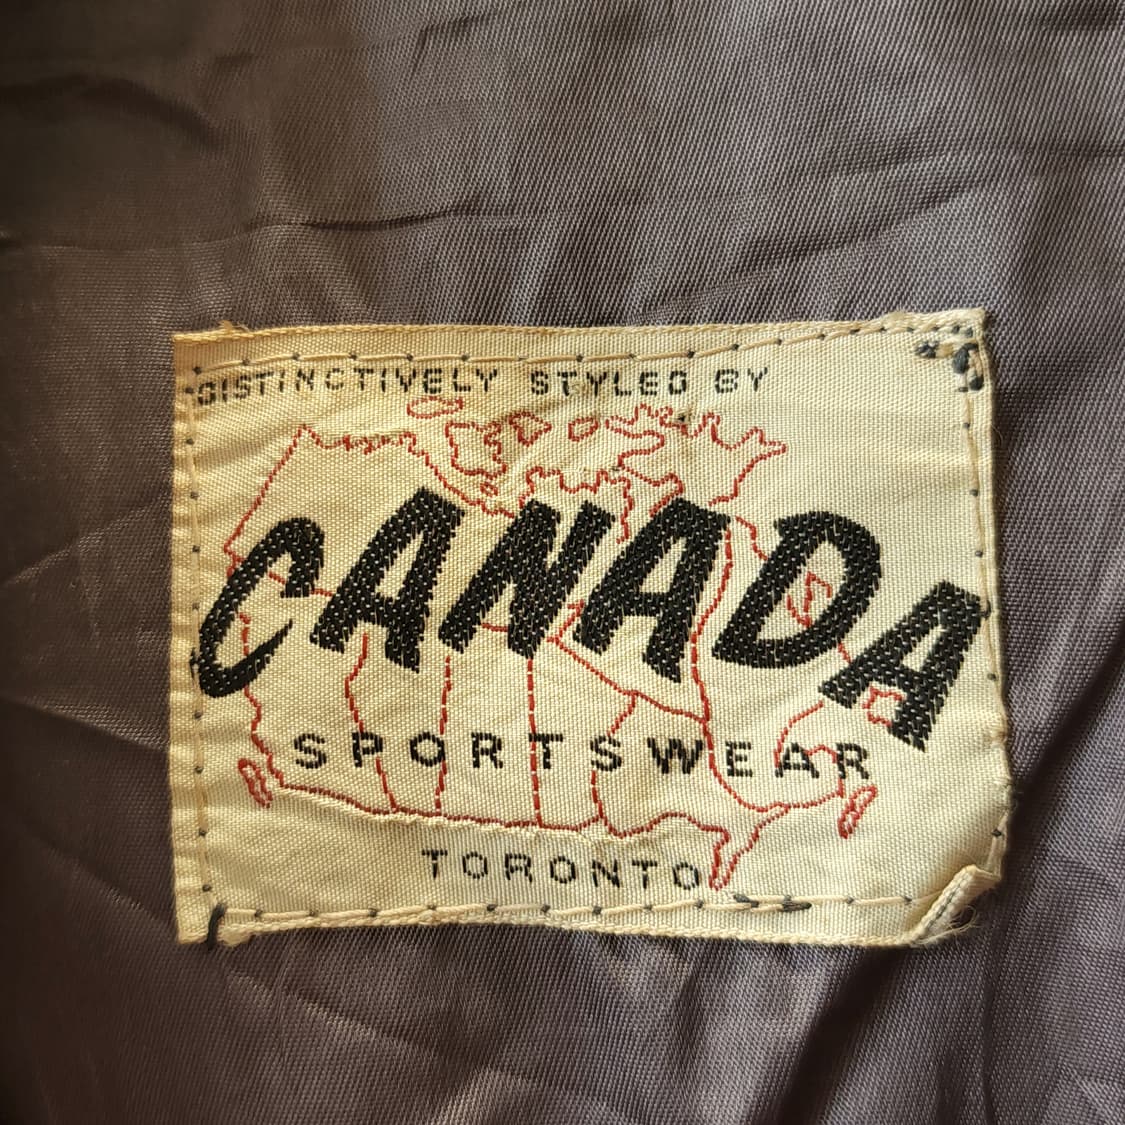 DISTINCTIVELY STYLED BY
CANADA
SPORTSWEAR
TORONTO